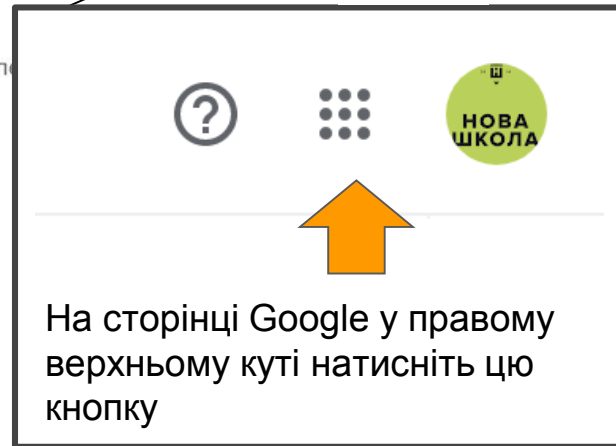 НОВА
ШКОЛА
На сторінці Google у правому
верхньому куті натисніть цю
кнопку